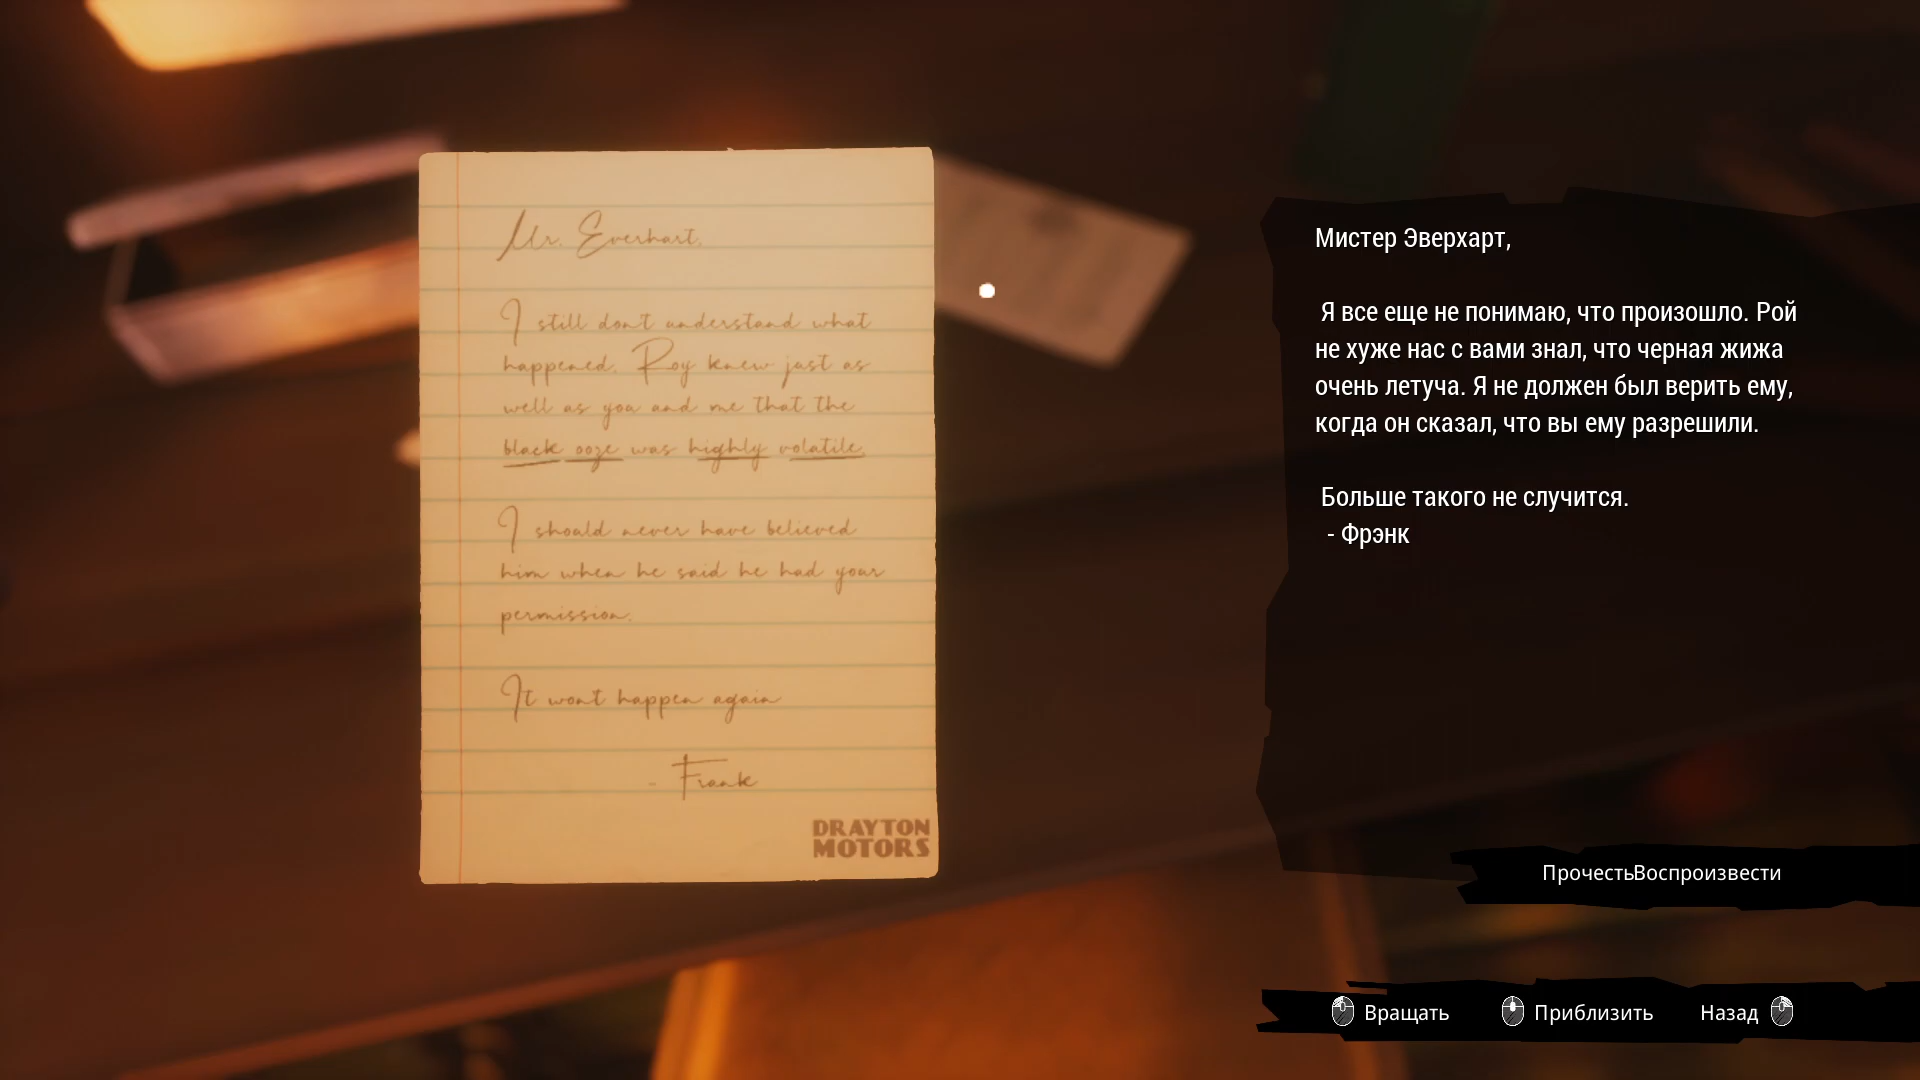 Mr. Everhart,
I still don't understand what
happened. Roy knew just as
well as you and me that the
black ooze was highly volatile.
I should never have believed
him when he said he had your
permission.
It won't happen again
- Frank
DRAYTON
MOTORS
Мистер Эверхарт,
Я все еще не понимаю, что произошло. Рой
не хуже нас с вами знал, что черная жижа
очень летуча. Я не должен был верить ему,
когда он сказал, что вы ему разрешили.
Больше такого не случится.
- Фрэнк
ПрочестьВоспроизвести
Вращать Приблизить Назад